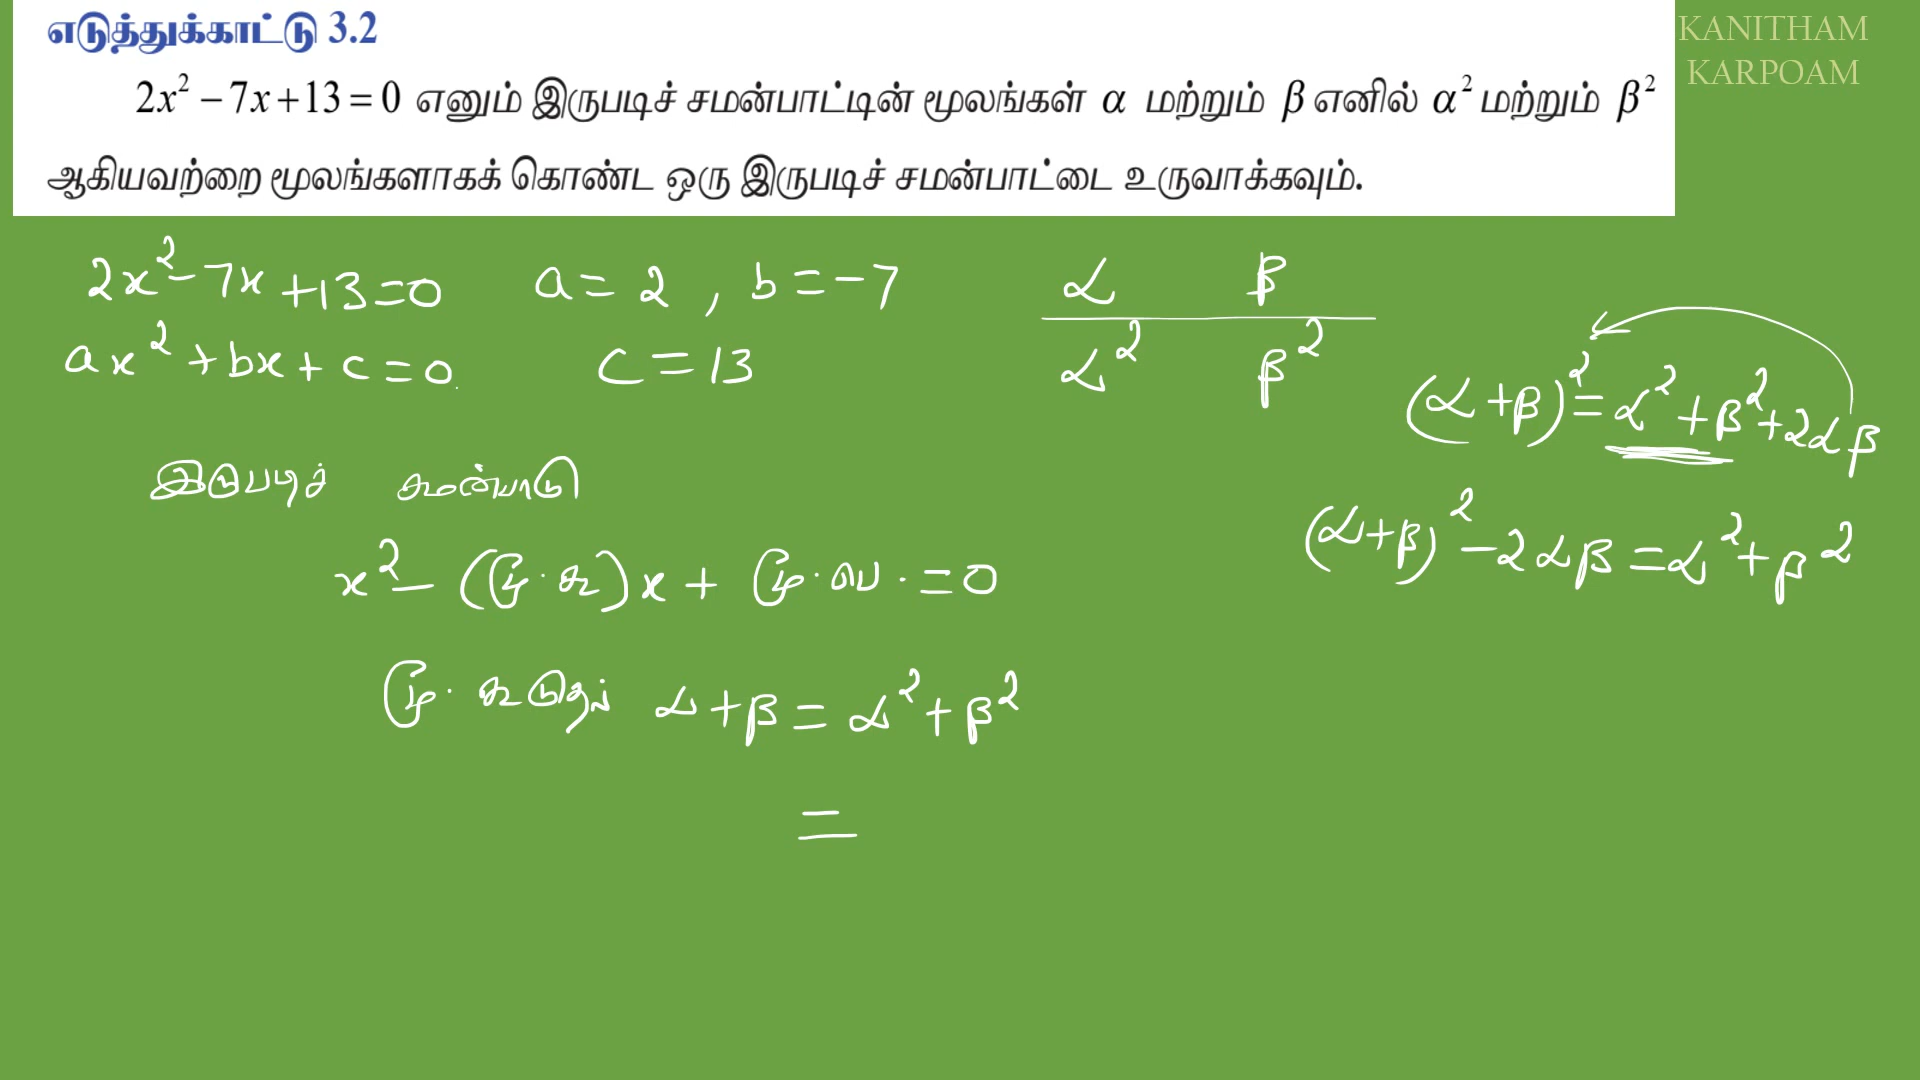 எடுத்துக்காட்டு 3.2
KANITHAM
KARPOAM
2x² − 7x + 13 = 0 எனும் இருபடிச் சமன்பாட்டின் மூலங்கள் α மற்றும் β எனில் α² மற்றும் β²
ஆகியவற்றை மூலங்களாகக் கொண்ட ஒரு இருபடிச் சமன்பாட்டை உருவாக்கவும்.
2x² − 7x + 13 = 0 a = 2 , b = −7
ax² + bx + c = 0. c = 13
α β
α² β²
(α + β)² = α² + β² + 2αβ
(α + β)² − 2αβ = α² + β²
இருபடிச் சமன்பாடு
x² − (மூ. கூ) x + மூ. பெ. = 0
மூ. கூடுதல் α + β = α² + β²
=